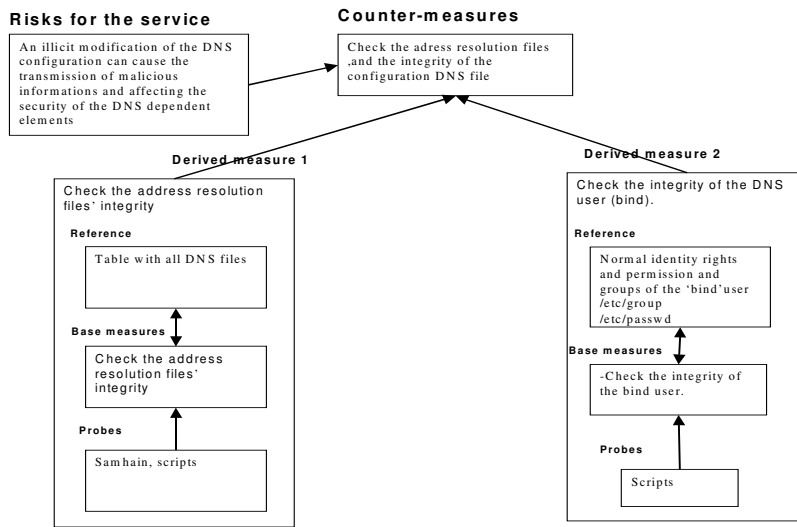 Risks for the service
Counter-measures
An illicit modification of the DNS
configuration can cause the
transmission of malicious
informations and affecting the
security of the DNS dependent
elements
Check the adress resolution files
,and the integrity of the
configuration DNS file
Derived measure 1
Check the address resolution
files' integrity
Reference
Table with all DNS files
Base measures
Check the address
resolution files'
integrity
Probes
Samhain, scripts
Derived measure 2
Check the integrity of the DNS
user (bind).
Reference
Normal identity rights
and permission and
groups of the 'bind'user
/etc/group
/etc/passwd
Base measures
-Check the integrity of
the bind user.
Probes
Scripts